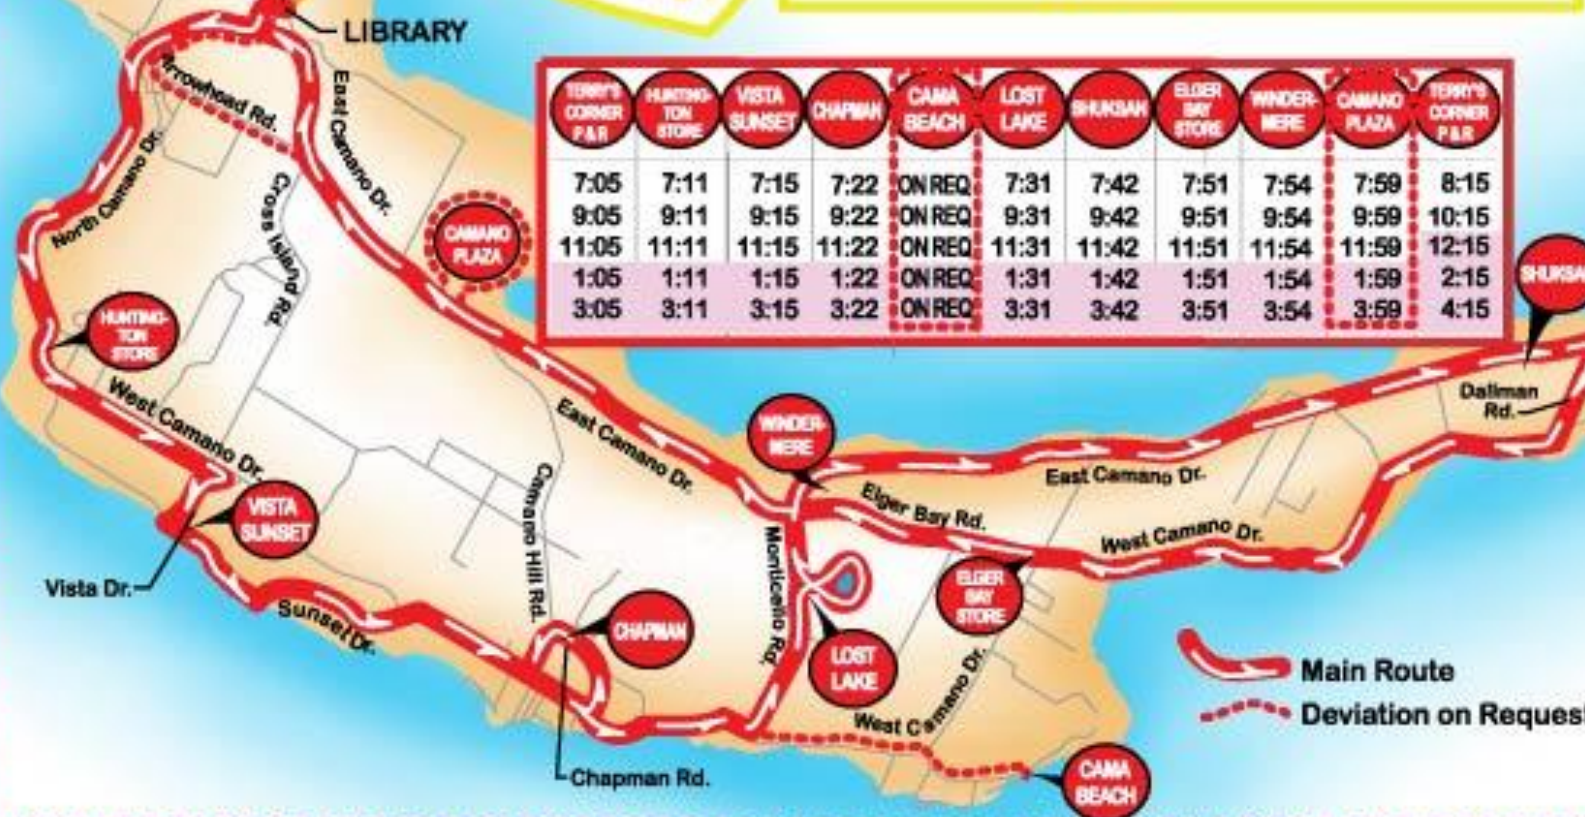 LIBRARY
Arrowhead Rd.
East Camano Dr.
North Camano Dr.
Cross Island Rd.
CAMANO
PLAZA
HUNTING-
TON
STORE
West Camano Dr.
VISTA
SUNSET
Vista Dr.
Sunset Dr.
Camano Hill Rd.
East Camano Dr.
CHAPMAN
Chapman Rd.
WINDER-
MERE
Monticello Rd.
LOST
LAKE
Elger Bay Rd.
ELGER
BAY
STORE
West Camano Dr.
CAMA
BEACH
East Camano Dr.
West Camano Dr.
Dallman
Rd.
SHUKSA
TERRY'S
CORNER
P&R
HUNTING-
TON
STORE
VISTA
SUNSET
CHAPMAN
CAMA
BEACH
LOST
LAKE
SHUKSAN
ELGER
BAY
STORE
WINDER-
MERE
CAMANO
PLAZA
TERRY'S
CORNER
P&R
7:05 7:11 7:15 7:22 ON REQ 7:31 7:42 7:51 7:54 7:59 8:15
9:05 9:11 9:15 9:22 ON REQ 9:31 9:42 9:51 9:54 9:59 10:15
11:05 11:11 11:15 11:22 ON REQ 11:31 11:42 11:51 11:54 11:59 12:15
1:05 1:11 1:15 1:22 ON REQ 1:31 1:42 1:51 1:54 1:59 2:15
3:05 3:11 3:15 3:22 ON REQ 3:31 3:42 3:51 3:54 3:59 4:15
Main Route
Deviation on Reques